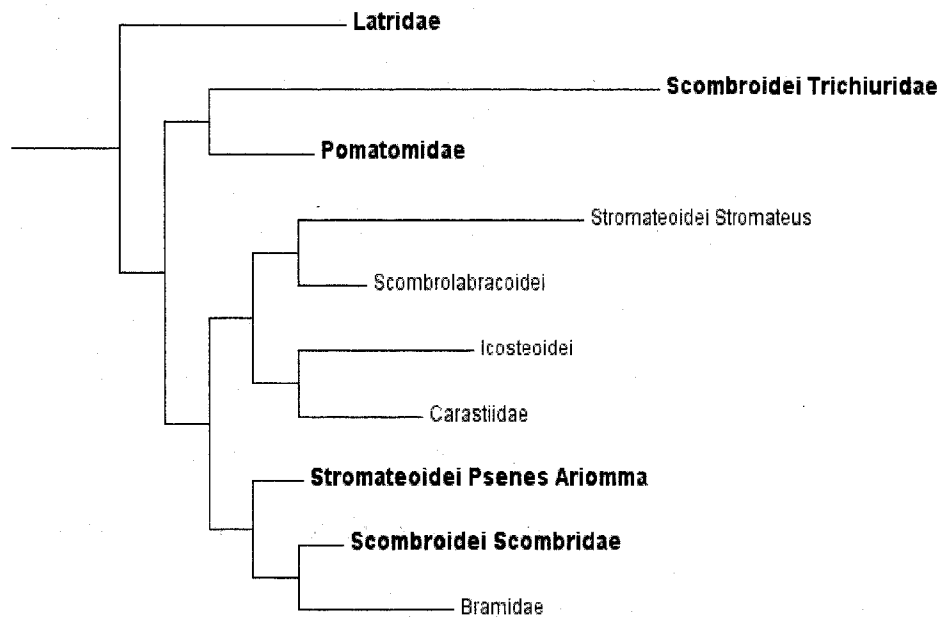 Latridae
Scombroidei Trichiuridae
Pomatomidae
Stromateoidei Stromateus
Scombrolabracoidei
Icosteoidei
Carastiidae
Stromateoidei Psenes Ariomma
Scombroidei Scombridae
Bramidae